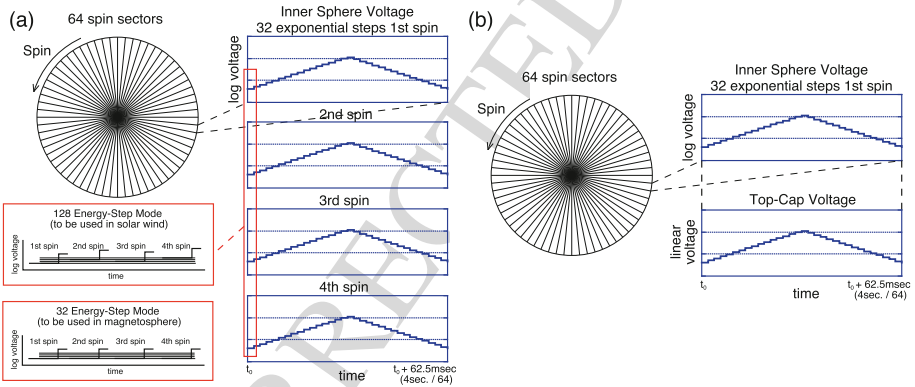 (a)
64 spin sectors
Spin
Inner Sphere Voltage
32 exponential steps 1st spin
log voltage
2nd spin
3rd spin
4th spin
t₀
t₀ + 62.5msec
(4sec. / 64)
time
128 Energy-Step Mode
(to be used in solar wind)
log voltage
1st spin 2nd spin 3rd spin 4th spin
time
32 Energy-Step Mode
(to be used in magnetosphere)
log voltage
1st spin 2nd spin 3rd spin 4th spin
time
(b)
64 spin sectors
Spin
Inner Sphere Voltage
32 exponential steps 1st spin
log voltage
Top-Cap Voltage
linear voltage
t₀
time
t₀ + 62.5msec
(4sec. / 64)
RECTED